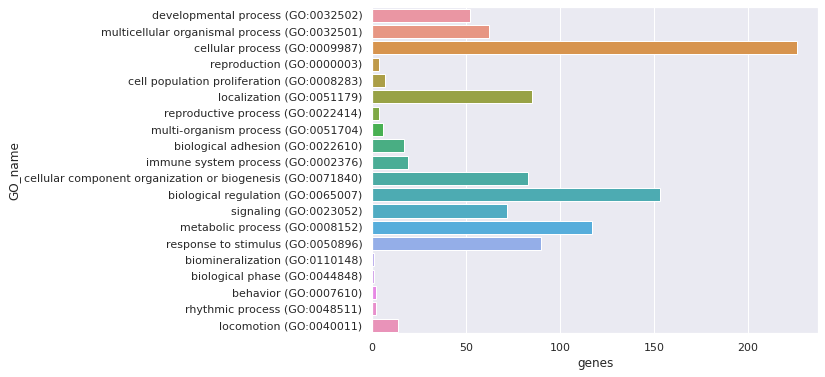 developmental process (GO:0032502)
multicellular organismal process (GO:0032501)
cellular process (GO:0009987)
reproduction (GO:0000003)
cell population proliferation (GO:0008283)
localization (GO:0051179)
reproductive process (GO:0022414)
multi-organism process (GO:0051704)
biological adhesion (GO:0022610)
immune system process (GO:0002376)
cellular component organization or biogenesis (GO:0071840)
biological regulation (GO:0065007)
signaling (GO:0023052)
metabolic process (GO:0008152)
response to stimulus (GO:0050896)
biomineralization (GO:0110148)
biological phase (GO:0044848)
behavior (GO:0007610)
rhythmic process (GO:0048511)
locomotion (GO:0040011)
GO_name
0 50 100 150 200
genes